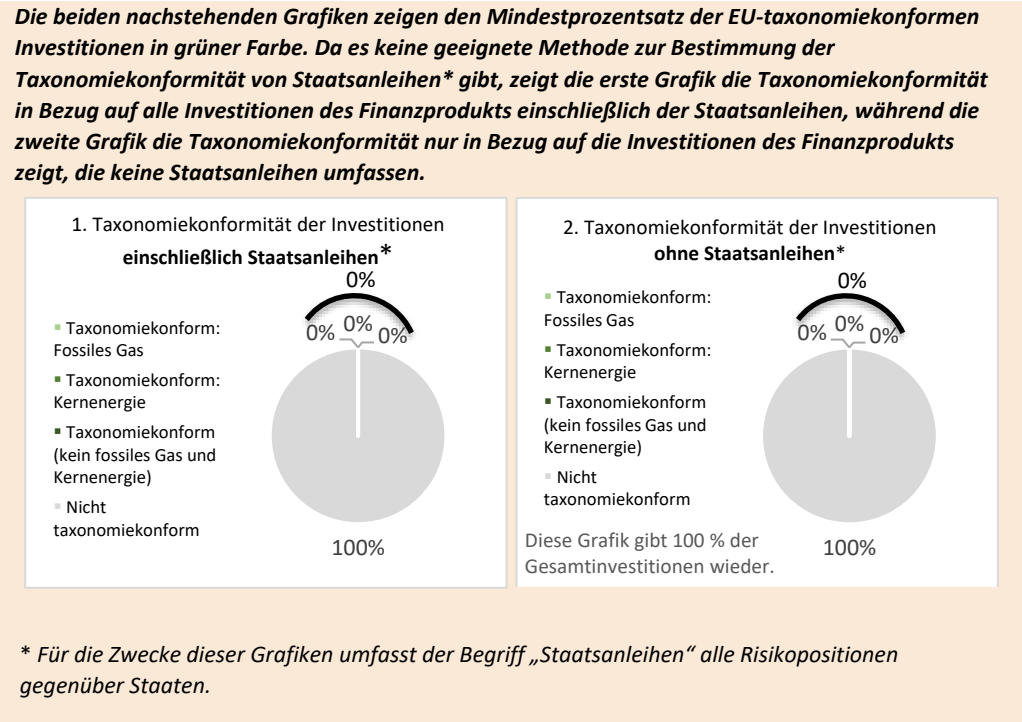 Die beiden nachstehenden Grafiken zeigen den Mindestprozentsatz der EU-taxonomiekonformen
Investitionen in grüner Farbe. Da es keine geeignete Methode zur Bestimmung der
Taxonomiekonformität von Staatsanleihen* gibt, zeigt die erste Grafik die Taxonomiekonformität
in Bezug auf alle Investitionen des Finanzprodukts einschließlich der Staatsanleihen, während die
zweite Grafik die Taxonomiekonformität nur in Bezug auf die Investitionen des Finanzprodukts
zeigt, die keine Staatsanleihen umfassen.
1. Taxonomiekonformität der Investitionen
einschließlich Staatsanleihen*
0%
0% 0% 0%
Taxonomiekonform:
Fossiles Gas
Taxonomiekonform:
Kernenergie
Taxonomiekonform
(kein fossiles Gas und
Kernenergie)
Nicht
taxonomiekonform
100%
2. Taxonomiekonformität der Investitionen
ohne Staatsanleihen*
0%
0% 0% 0%
Taxonomiekonform:
Fossiles Gas
Taxonomiekonform:
Kernenergie
Taxonomiekonform
(kein fossiles Gas und
Kernenergie)
Nicht
taxonomiekonform
100%
Diese Grafik gibt 100 % der
Gesamtinvestitionen wieder.
* Für die Zwecke dieser Grafiken umfasst der Begriff „Staatsanleihen“ alle Risikopositionen
gegenüber Staaten.